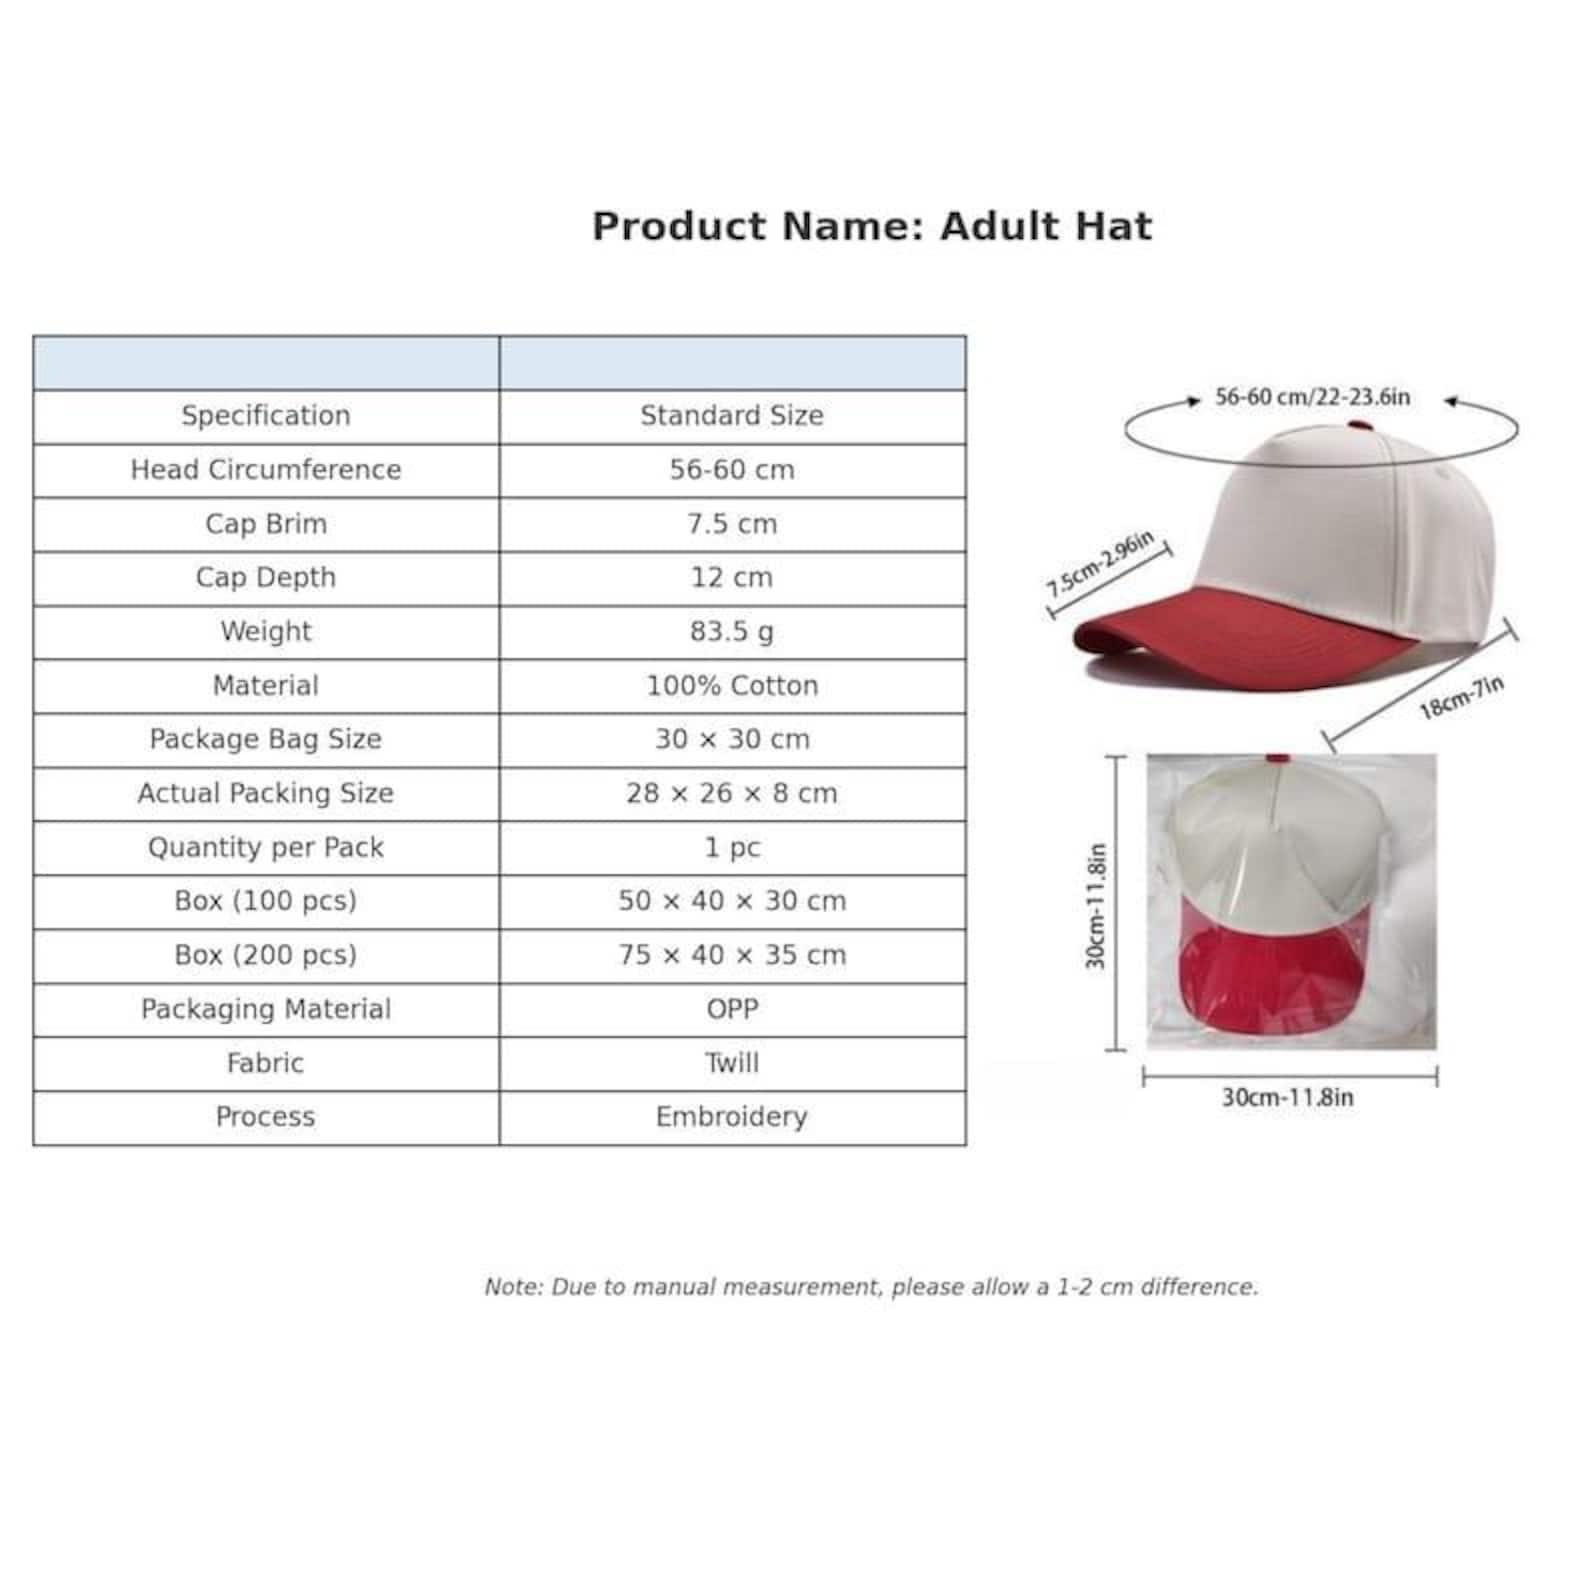 Product Name: Adult Hat
Specification Standard Size
Head Circumference 56-60 cm
Cap Brim 7.5 cm
Cap Depth 12 cm
Weight 83.5 g
Material 100% Cotton
Package Bag Size 30 × 30 cm
Actual Packing Size 28 × 26 × 8 cm
Quantity per Pack 1 pc
Box (100 pcs) 50 × 40 × 30 cm
Box (200 pcs) 75 × 40 × 35 cm
Packaging Material OPP
Fabric Twill
Process Embroidery
56-60 cm/22-23.6in
7.5cm-2.96in
18cm-7in
30cm-11.8in
30cm-11.8in
Note: Due to manual measurement, please allow a 1-2 cm difference.